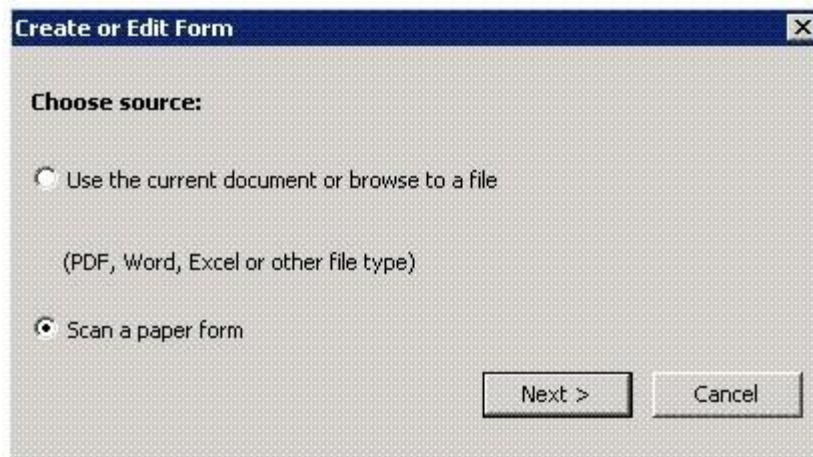 Create or Edit Form
Choose source:
Use the current document or browse to a file
(PDF, Word, Excel or other file type)
Scan a paper form
Next >
Cancel